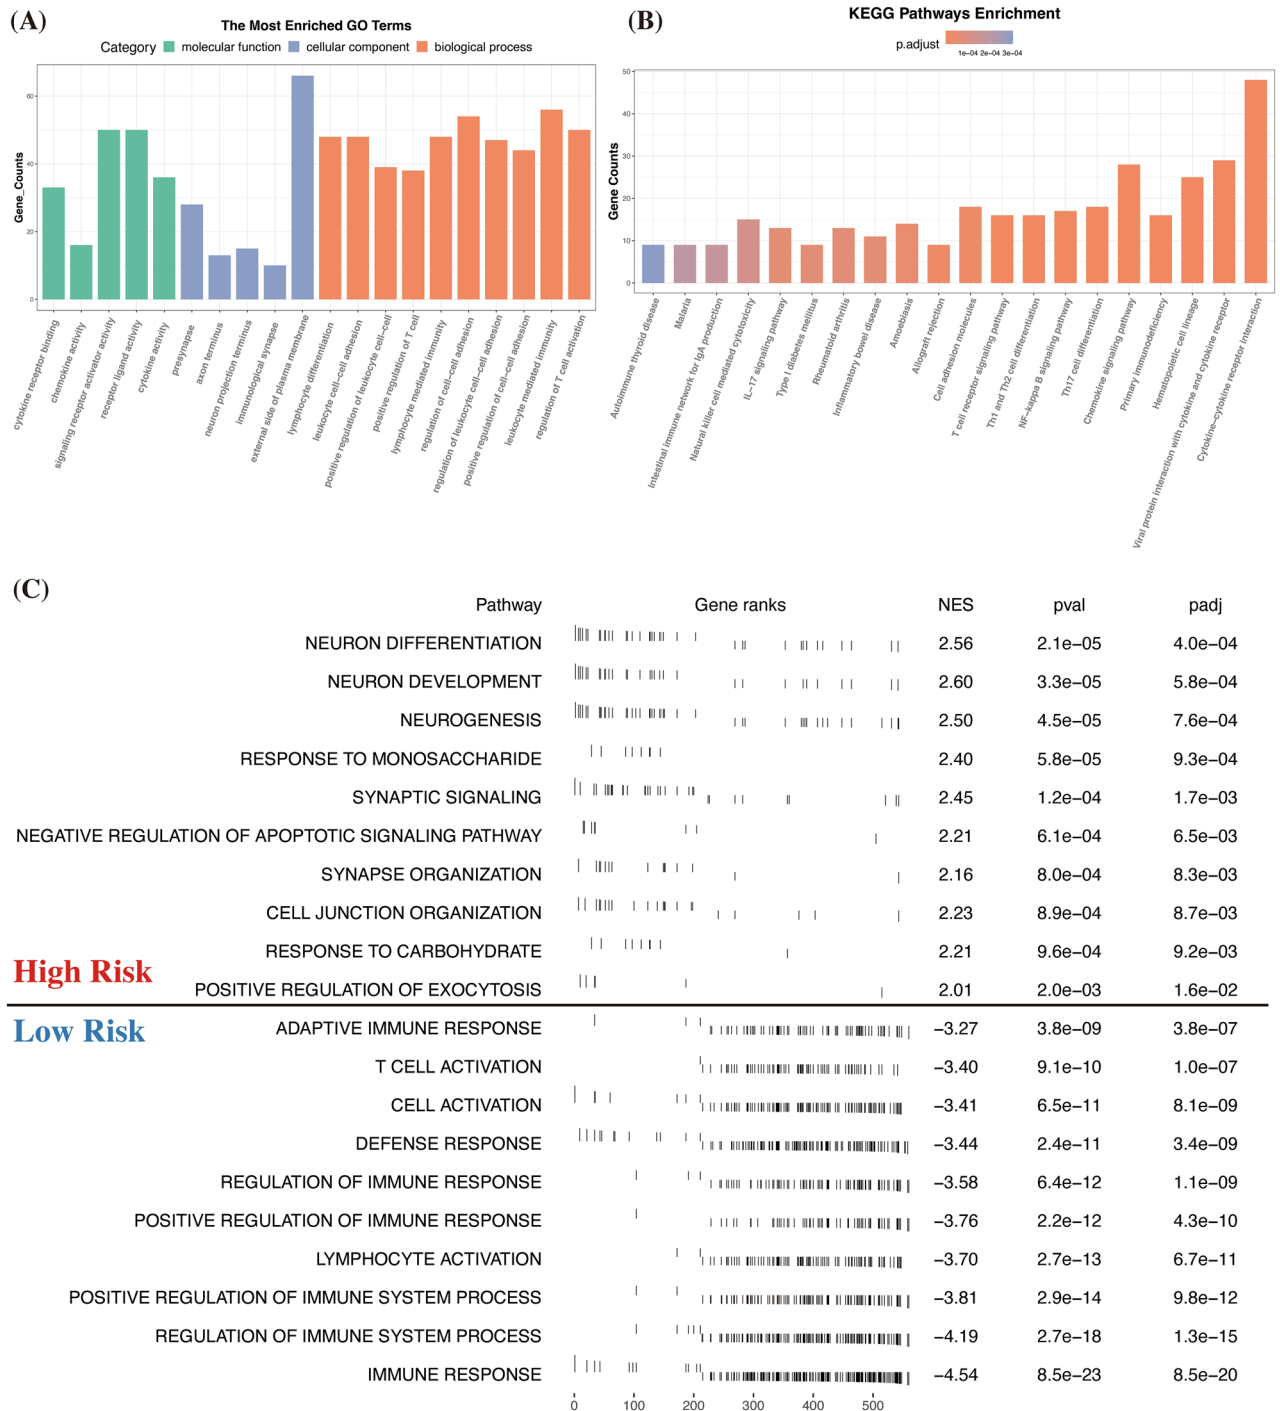 (A)
The Most Enriched GO Terms
Category molecular function cellular component biological process
Gene_Counts
60
40
20
0
cytokine receptor binding
chemokine activity
signaling receptor activator activity
receptor ligand activity
cytokine activity
presynapse
axon terminus
neuron projection terminus
immunological synapse
external side of plasma membrane
lymphocyte differentiation
leukocyte cell–cell adhesion
positive regulation of leukocyte cell–cell
positive regulation of T cell
lymphocyte mediated immunity
regulation of cell–cell adhesion
regulation of leukocyte cell–cell adhesion
positive regulation of cell–cell adhesion
leukocyte mediated immunity
regulation of T cell activation
(B)
KEGG Pathways Enrichment
p.adjust
1e−04 2e−04 3e−04
Gene Counts
50
40
30
20
10
0
Autoimmune thyroid disease
Malaria
Intestinal immune network for IgA production
Natural killer cell mediated cytotoxicity
IL−17 signaling pathway
Type I diabetes mellitus
Rheumatoid arthritis
Inflammatory bowel disease
Amoebiasis
Allograft rejection
Cell adhesion molecules
T cell receptor signaling pathway
Th1 and Th2 cell differentiation
NF−kappa B signaling pathway
Th17 cell differentiation
Chemokine signaling pathway
Primary immunodeficiency
Hematopoietic cell lineage
Viral protein interaction with cytokine and cytokine receptor
Cytokine−cytokine receptor interaction
(C)
Pathway Gene ranks NES pval padj
NEURON DIFFERENTIATION 2.56 2.1e−05 4.0e−04
NEURON DEVELOPMENT 2.60 3.3e−05 5.8e−04
NEUROGENESIS 2.50 4.5e−05 7.6e−04
RESPONSE TO MONOSACCHARIDE 2.40 5.8e−05 9.3e−04
SYNAPTIC SIGNALING 2.45 1.2e−04 1.7e−03
NEGATIVE REGULATION OF APOPTOTIC SIGNALING PATHWAY 2.21 6.1e−04 6.5e−03
SYNAPSE ORGANIZATION 2.16 8.0e−04 8.3e−03
CELL JUNCTION ORGANIZATION 2.23 8.9e−04 8.7e−03
RESPONSE TO CARBOHYDRATE 2.21 9.6e−04 9.2e−03
High Risk
POSITIVE REGULATION OF EXOCYTOSIS 2.01 2.0e−03 1.6e−02
Low Risk
ADAPTIVE IMMUNE RESPONSE −3.27 3.8e−09 3.8e−07
T CELL ACTIVATION −3.40 9.1e−10 1.0e−07
CELL ACTIVATION −3.41 6.5e−11 8.1e−09
DEFENSE RESPONSE −3.44 2.4e−11 3.4e−09
REGULATION OF IMMUNE RESPONSE −3.58 6.4e−12 1.1e−09
POSITIVE REGULATION OF IMMUNE RESPONSE −3.76 2.2e−12 4.3e−10
LYMPHOCYTE ACTIVATION −3.70 2.7e−13 6.7e−11
POSITIVE REGULATION OF IMMUNE SYSTEM PROCESS −3.81 2.9e−14 9.8e−12
REGULATION OF IMMUNE SYSTEM PROCESS −4.19 2.7e−18 1.3e−15
IMMUNE RESPONSE −4.54 8.5e−23 8.5e−20
0 100 200 300 400 500